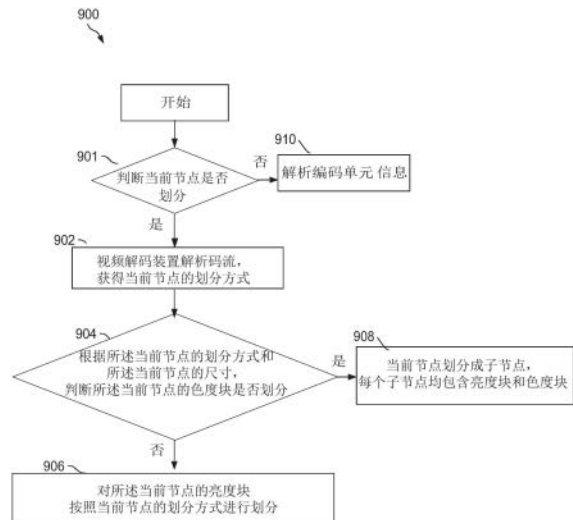 900
开始
901
判断当前节点是否
划分
否
910
解析编码单元 信息
是
902
视频解码装置解析码流，
获得当前节点的划分方式
904
根据所述当前节点的划分方式和
所述当前节点的尺寸，
判断所述当前节点的色度块是否划分
是
908
当前节点划分成子节点，
每个子节点均包含亮度块和色度块
否
906
对所述当前节点的亮度块
按照当前节点的划分方式进行划分